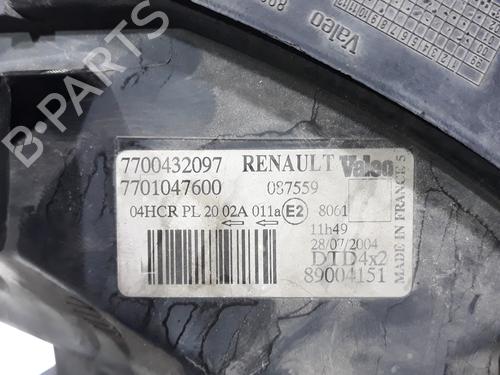 Valeo
7700432097 RENAULT Valeo
7701047600 087559
04HCR PL 20 02A 011a E2 8061
11h49
28/07/2004
DTD4x2
89004151
MADE IN FRANCE 5
B-PARTS